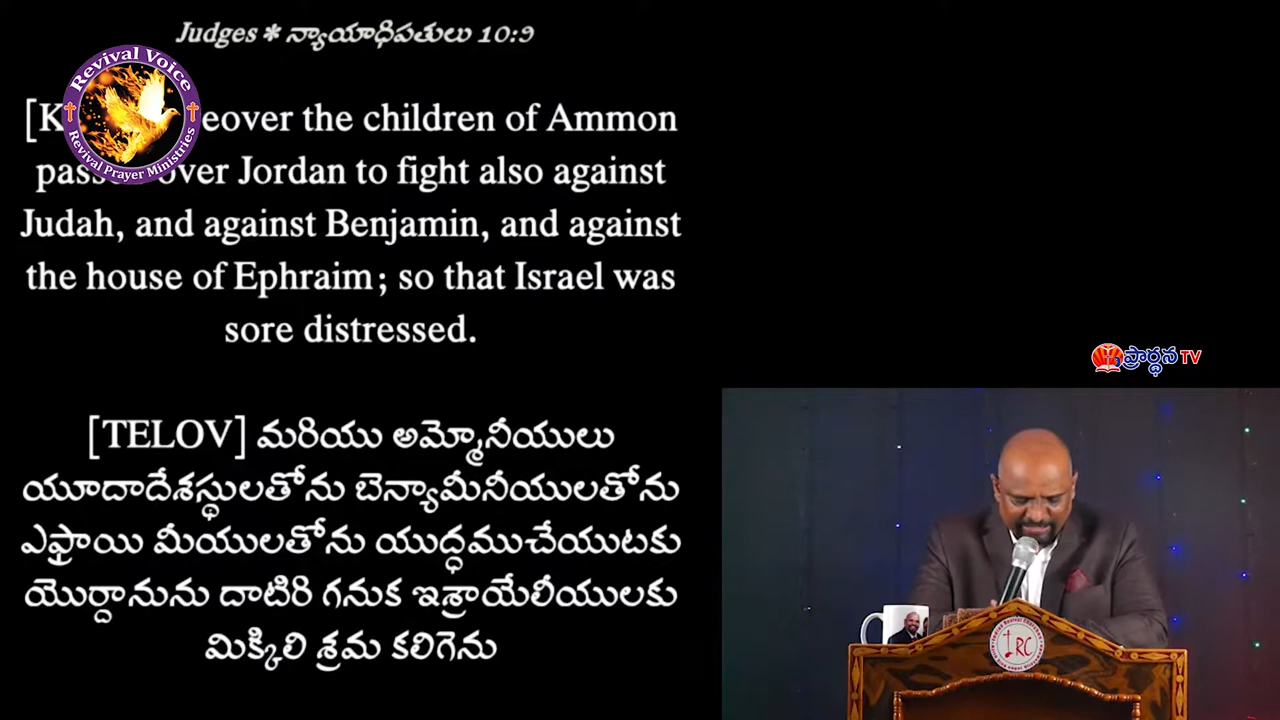 Judges * న్యాయాధిపతులు 10:9
Revival Voice
Revival Prayer Ministries
[K eover the children of Ammon
pass over Jordan to fight also against
Judah, and against Benjamin, and against
the house of Ephraim; so that Israel was
sore distressed.
[TELOV] మరియు అమ్మోనీయులు
యూదాదేశస్థులతోను బెన్యామీనీయులతోను
ఎఫ్రాయి మీయులతోను యుద్ధముచేయుటకు
యొర్దానును దాటిరి గనుక ఇశ్రాయేలీయులకు
మిక్కిలి శ్రమ కలిగెను
ప్రార్థన TV
IRC